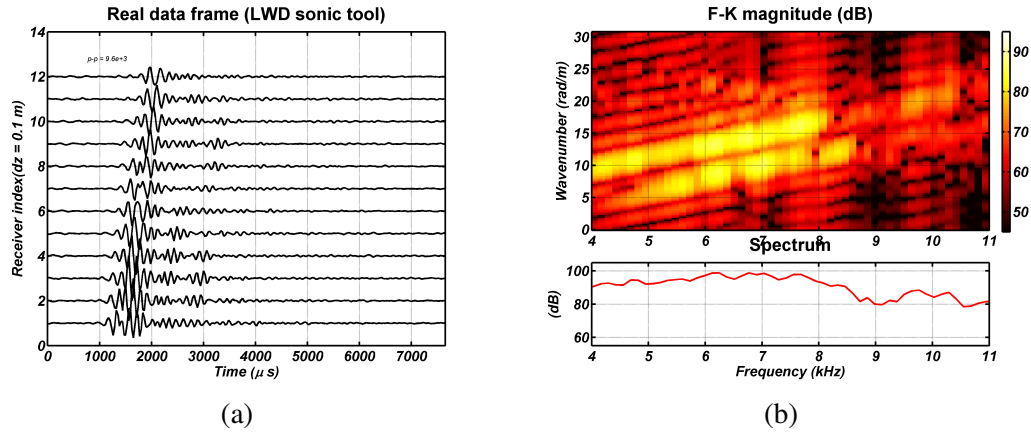 Real data frame (LWD sonic tool)
14
12
10
8
6
4
2
0
Receiver index(dz = 0.1 m)
p-p = 9.6e+3
0 1000 2000 3000 4000 5000 6000 7000
Time (μ s)
(a)
F-K magnitude (dB)
30
25
20
15
10
5
0
Wavenumber (rad/m)
4 5 6 7 8 9 10 11
90
80
70
60
50
Spectrum
100
80
60
(dB)
4 5 6 7 8 9 10 11
Frequency (kHz)
(b)